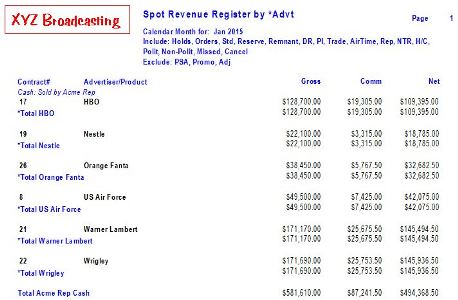 XYZ Broadcasting
Spot Revenue Register by *Advt
Page 1
Calendar Month for: Jan 2015
Include: Holds, Orders, Std, Reserve, Remnant, DR, PI, Trade, AirTime, Rep, NTR, H/C,
Polit, Non-Polit, Missed, Cancel
Exclude: PSA, Promo, Adj
Contract# Advertiser/Product Gross Comm Net
Cash: Sold by Acme Rep
17 HBO $128,700.00 $19,305.00 $109,395.00
*Total HBO $128,700.00 $19,305.00 $109,395.00
19 Nestle $22,100.00 $3,315.00 $18,785.00
*Total Nestle $22,100.00 $3,315.00 $18,785.00
26 Orange Fanta $38,450.00 $5,767.50 $32,682.50
*Total Orange Fanta $38,450.00 $5,767.50 $32,682.50
8 US Air Force $49,500.00 $7,425.00 $42,075.00
*Total US Air Force $49,500.00 $7,425.00 $42,075.00
21 Warner Lambert $171,170.00 $25,675.50 $145,494.50
*Total Warner Lambert $171,170.00 $25,675.50 $145,494.50
22 Wrigley $171,690.00 $25,753.50 $145,936.50
*Total Wrigley $171,690.00 $25,753.50 $145,936.50
Total Acme Rep Cash $581,610.00 $87,241.50 $494,368.50